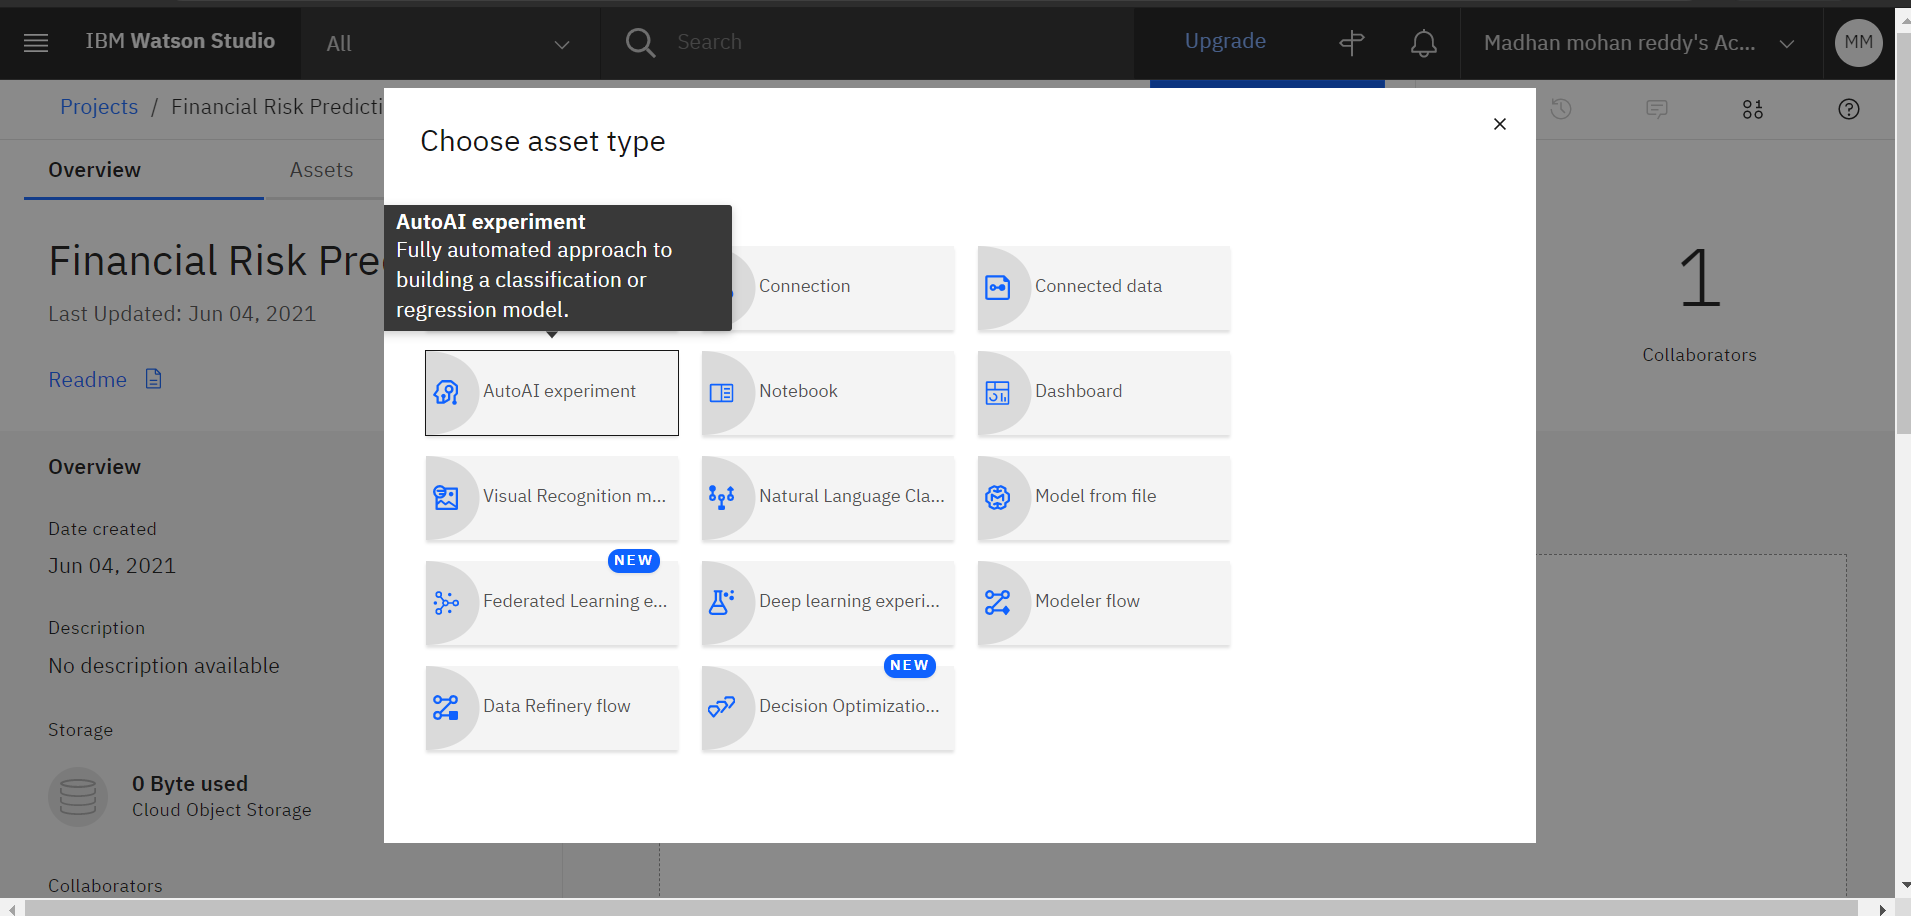 IBM Watson Studio
All
Search
Upgrade
Madhan mohan reddy's Ac...
MM
Projects / Financial Risk Predicti
Choose asset type
Overview
Assets
AutoAI experiment
Fully automated approach to
building a classification or
regression model.
Financial Risk Pre
Last Updated: Jun 04, 2021
Readme
Connection
Connected data
1
Collaborators
AutoAI experiment
Notebook
Dashboard
Visual Recognition m...
Natural Language Cla...
Model from file
NEW
Federated Learning e...
Deep learning experi...
Modeler flow
NEW
Data Refinery flow
Decision Optimizatio...
Overview
Date created
Jun 04, 2021
Description
No description available
Storage
0 Byte used
Cloud Object Storage
Collaborators